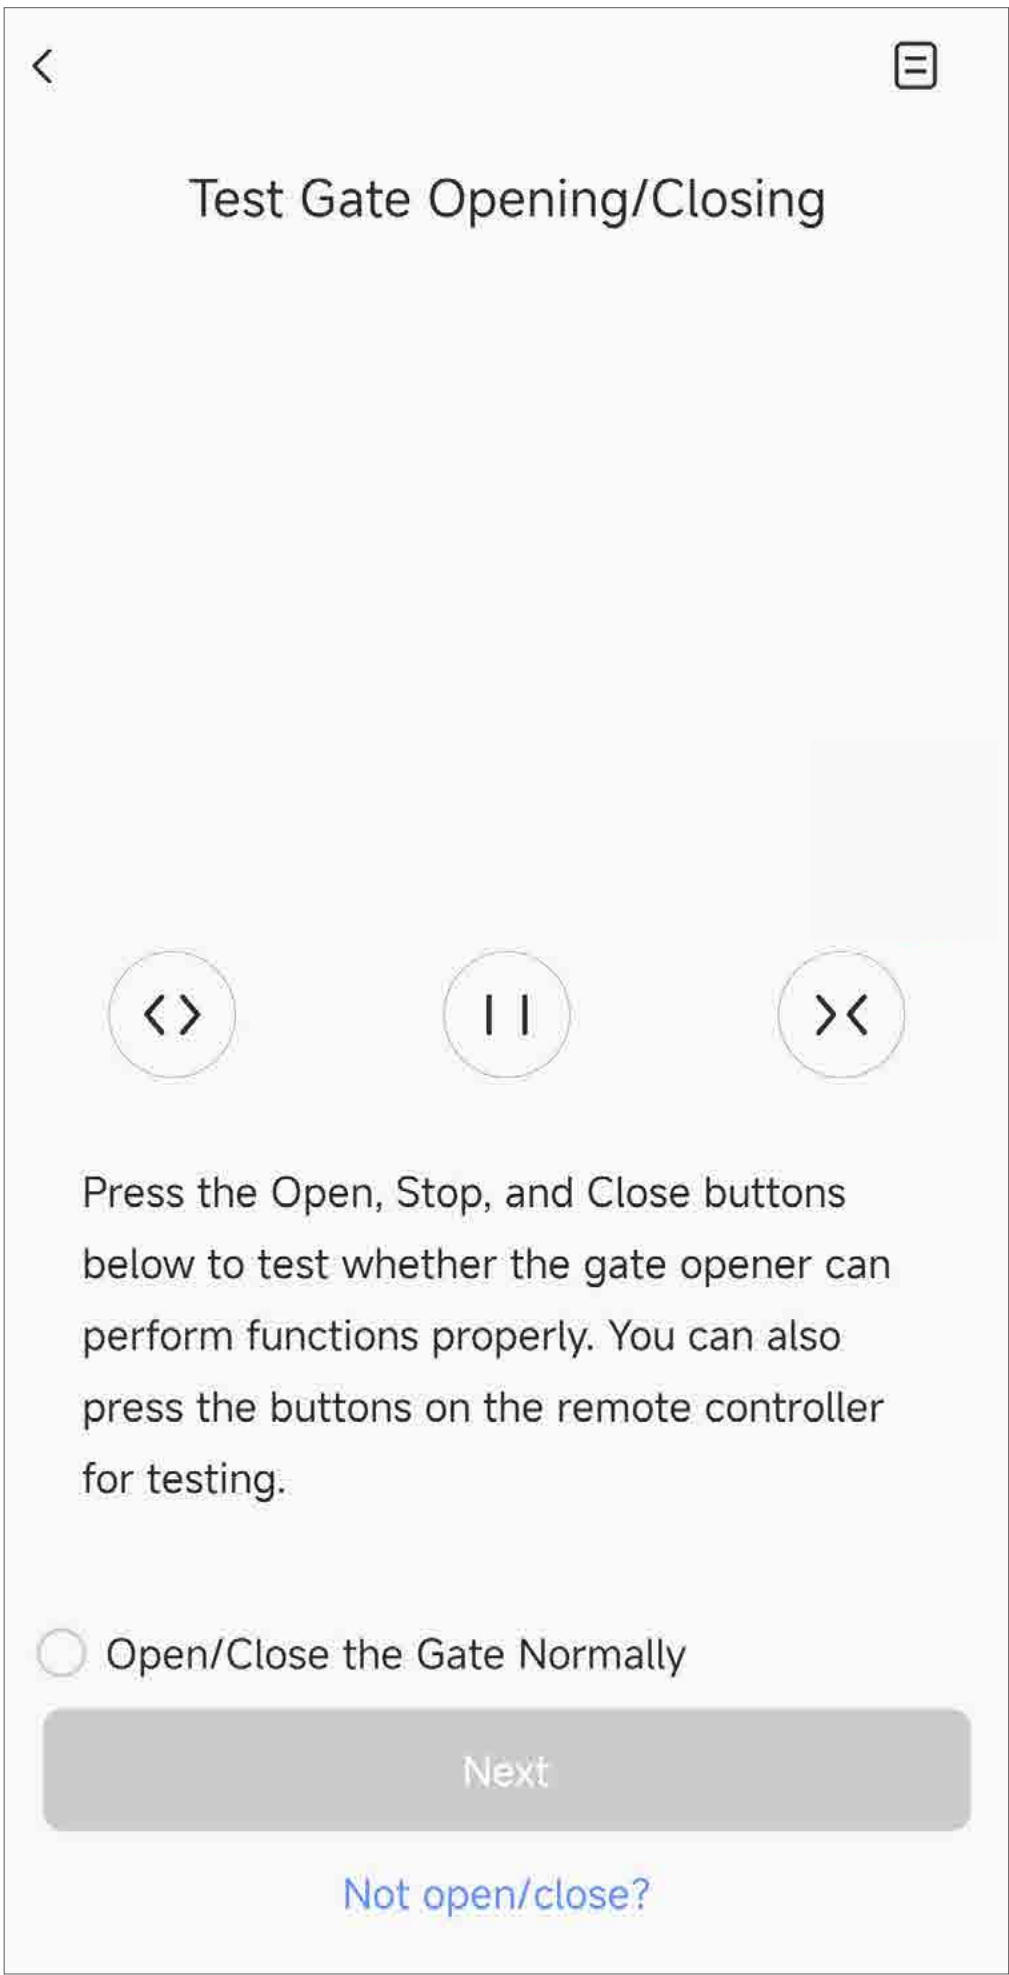 Test Gate Opening/Closing
Press the Open, Stop, and Close buttons
below to test whether the gate opener can
perform functions properly. You can also
press the buttons on the remote controller
for testing.
Open/Close the Gate Normally
Next
Not open/close?